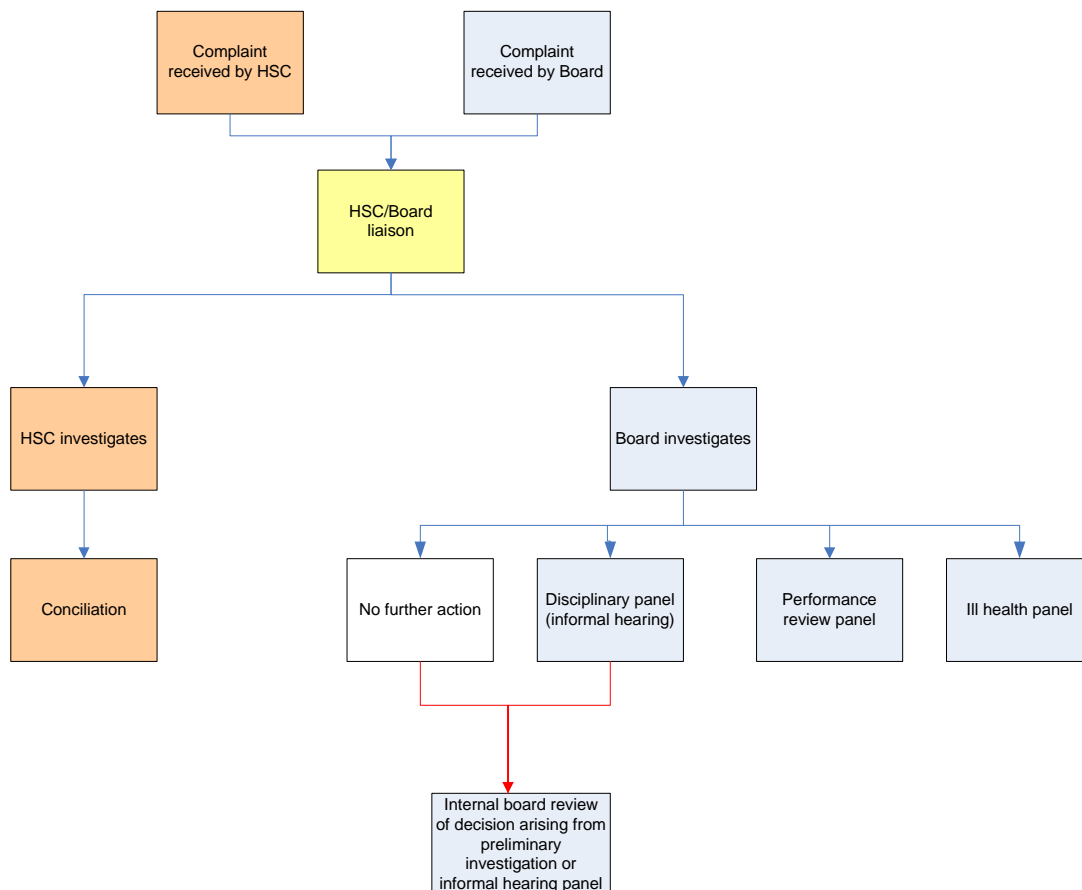 Complaint
received by HSC
Complaint
received by Board
HSC/Board
liaison
HSC investigates
Board investigates
Conciliation
No further action
Disciplinary panel
(informal hearing)
Performance
review panel
Ill health panel
Internal board review
of decision arising from
preliminary
investigation or
informal hearing panel